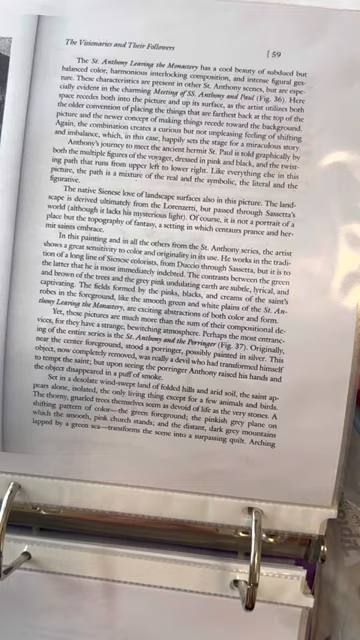 The Visionaries and Their Followers
[ 59
The St. Anthony Leaving the Monastery has a cool beauty of subdued but
balanced color, harmonious interlocking composition, and intense figural ges-
ture. These characteristics are present in other St. Anthony scenes, but are espe-
cially evident in the charming Meeting of SS. Anthony and Paul (Fig. 36). Here
space recedes both into the picture and up its surface, as the artist utilizes both
the older convention of placing the things that are farthest back at the top of the
picture and the newer concept of making things recede toward the background.
Again, the combination creates a curious but not unpleasing feeling of shifting
and imbalance, which, in this case, happily sets the stage for a miraculous story.
Anthony's journey to meet the ancient hermit St. Paul is told graphically by
both the multiple figures of the voyager, dressed in pink and black, and the twist-
ing path that runs from upper left to lower right. Like everything else in this
picture, the path is a mixture of the real and the symbolic, the literal and the
figurative.
The native Sienese love of landscape surfaces also in this picture. The land-
scape is derived ultimately from the Lorenzetti, but passed through Sassetta's
world (although it lacks his mysterious light). Of course, it is not a portrait of a
place but the topography of fantasy, a setting in which centaurs prance and her-
mit saints embrace.
In this painting and in all the others from the St. Anthony series, the artist
shows a great sensitivity to color and originality in its use. He works in the tradi-
tion of a long line of Sienese colorists, from Duccio through Sassetta, but it is to
the latter that he is most immediately indebted. The contrasts between the green
and brown of the trees and the grey pink undulating earth are subtle, lyrical, and
captivating. The fields formed by the pinks, blacks, and creams of the saint's
robes in the foreground, like the smooth green and white plains of the St. An-
thony Leaving the Monastery, are exciting abstractions of both color and form.
Yet, these pictures are much more than the sum of their compositional de-
vices, for they have a strange, bewitching atmosphere. Perhaps the most entranc-
ing of the entire series is the St. Anthony and the Porringer (Fig. 37). Originally,
near the center foreground, stood a porringer, possibly painted in silver. This
object, now completely removed, was really a devil who had transformed himself
to tempt the saint; but upon seeing the porringer Anthony raised his hands and
the object disappeared in a puff of smoke.
Set in a desolate wind-swept land of folded hills and arid soil, the saint ap-
pears alone, isolated, the only living thing except for a few animals and birds.
The thorny, gnarled trees themselves seem as devoid of life as the very stones. A
shifting pattern of color—the green foreground; the pinkish grey plane on
which the smooth, pink church stands; and the distant, dark grey mountains
lapped by a green sea—transforms the scene into a surpassing quilt. Arching